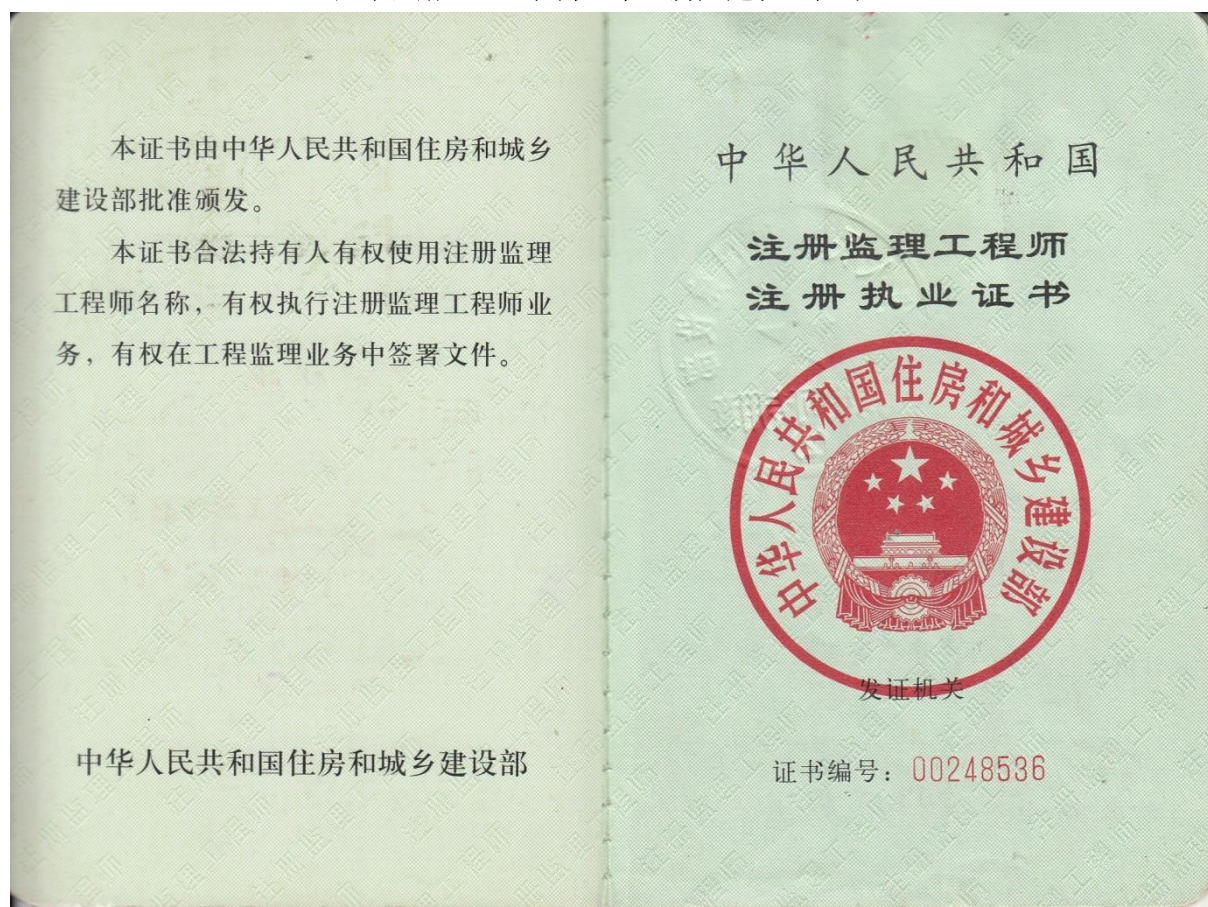 本证书由中华人民共和国住房和城乡
建设部批准颁发。
本证书合法持有人有权使用注册监理
工程师名称，有权执行注册监理工程师业
务，有权在工程监理业务中签署文件。
中华人民共和国住房和城乡建设部
中华人民共和国
注册监理工程师
注册执业证书
中华人民共和国住房和城乡建设部
发证机关
证书编号：00248536